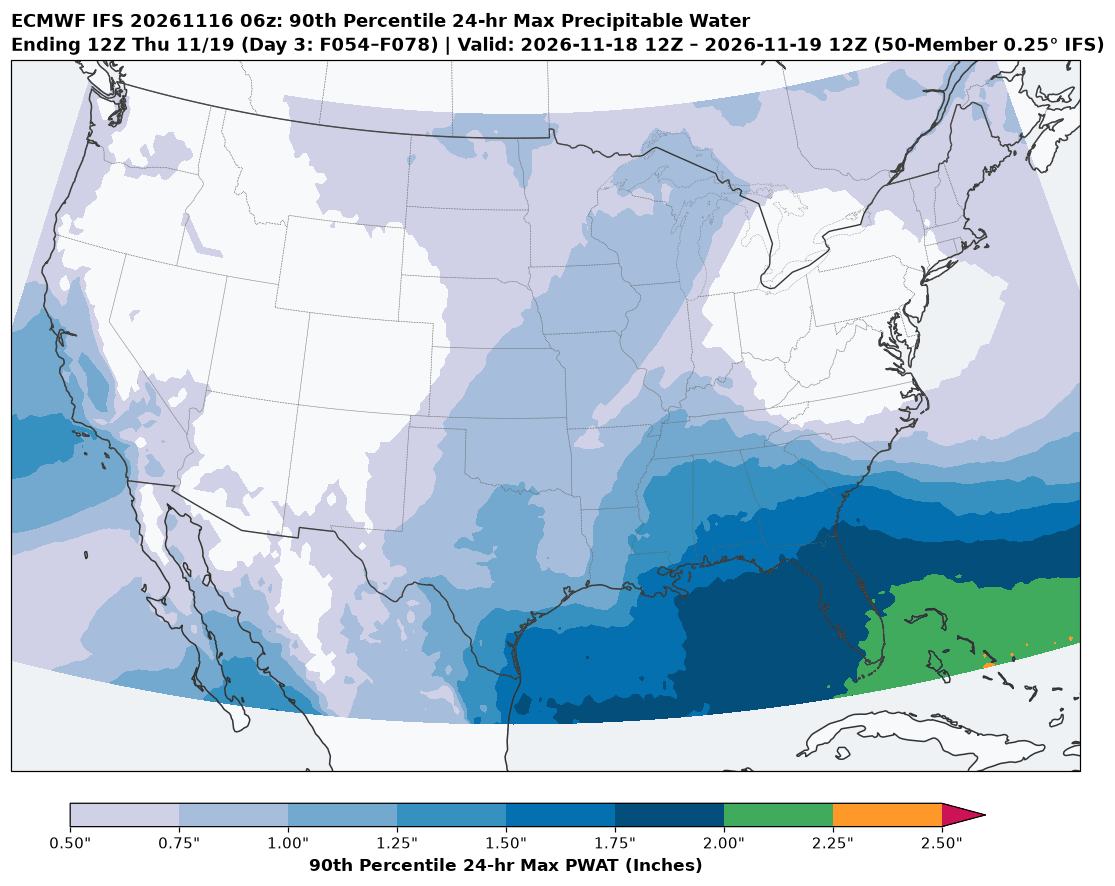 ECMWF IFS 20261116 06z: 90th Percentile 24-hr Max Precipitable Water
Ending 12Z Thu 11/19 (Day 3: F054–F078) | Valid: 2026-11-18 12Z – 2026-11-19 12Z (50-Member 0.25° IFS)
0.50" 0.75" 1.00" 1.25" 1.50" 1.75" 2.00" 2.25" 2.50"
90th Percentile 24-hr Max PWAT (Inches)